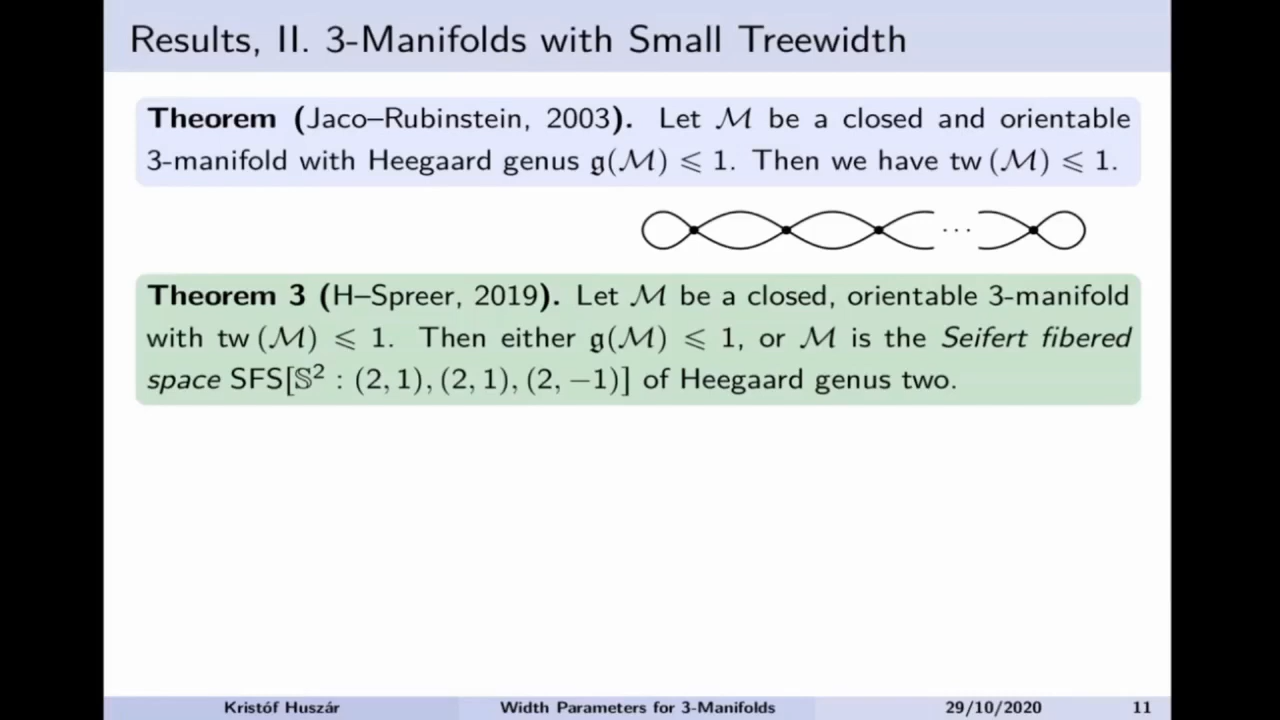 Results, II. 3-Manifolds with Small Treewidth
Theorem (Jaco–Rubinstein, 2003). Let ℳ be a closed and orientable
3-manifold with Heegaard genus 𝔤(ℳ) ⩽ 1. Then we have tw (ℳ) ⩽ 1.
···
Theorem 3 (H–Spreer, 2019). Let ℳ be a closed, orientable 3-manifold
with tw (ℳ) ⩽ 1. Then either 𝔤(ℳ) ⩽ 1, or ℳ is the Seifert fibered
space SFS[𝕊² : (2, 1), (2, 1), (2, −1)] of Heegaard genus two.
Kristóf Huszár Width Parameters for 3-Manifolds 29/10/2020 11